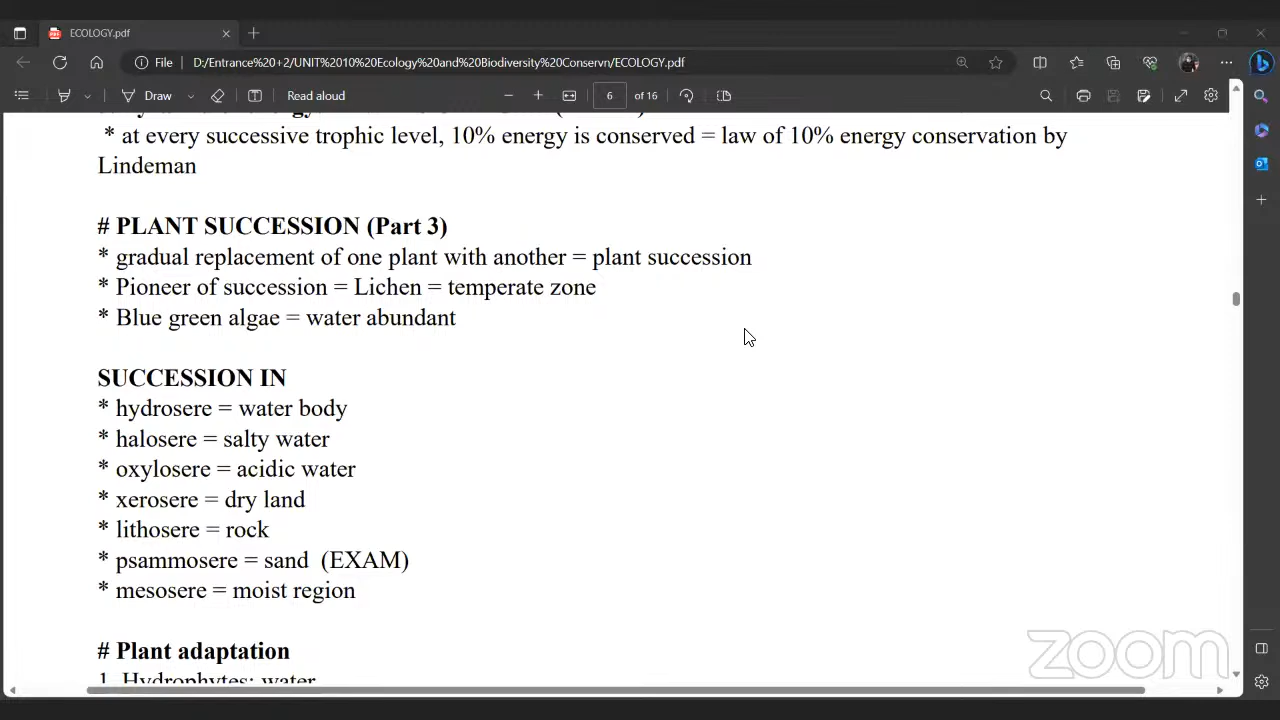 ECOLOGY.pdf
File D:/Entrance%20+2/UNIT%2010%20Ecology%20and%20Biodiversity%20Conservn/ECOLOGY.pdf
Draw Read aloud 6 of 16
* at every successive trophic level, 10% energy is conserved = law of 10% energy conservation by
Lindeman
# PLANT SUCCESSION (Part 3)
* gradual replacement of one plant with another = plant succession
* Pioneer of succession = Lichen = temperate zone
* Blue green algae = water abundant
SUCCESSION IN
* hydrosere = water body
* halosere = salty water
* oxylosere = acidic water
* xerosere = dry land
* lithosere = rock
* psammosere = sand (EXAM)
* mesosere = moist region
# Plant adaptation
1. Hydrophytes: water
zoom